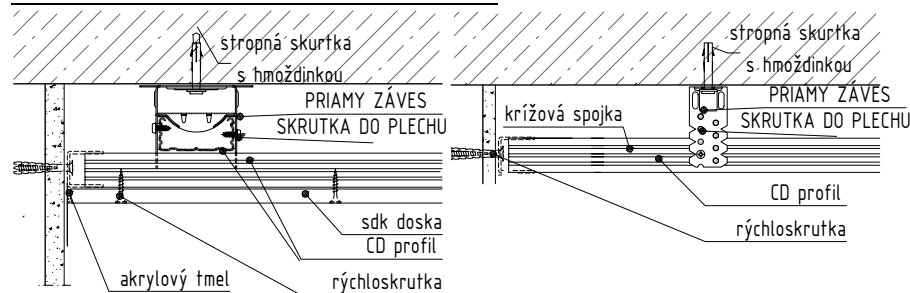 stropná skurtka
s hmoždinkou
PRIAMY ZÁVES
SKRUTKA DO PLECHU
sdk doska
CD profil
akrylový tmel
rýchloskrutka
stropná skurtka
s hmoždinkou
PRIAMY ZÁVES
krížová spojka
SKRUTKA DO PLECHU
CD profil
rýchloskrutka